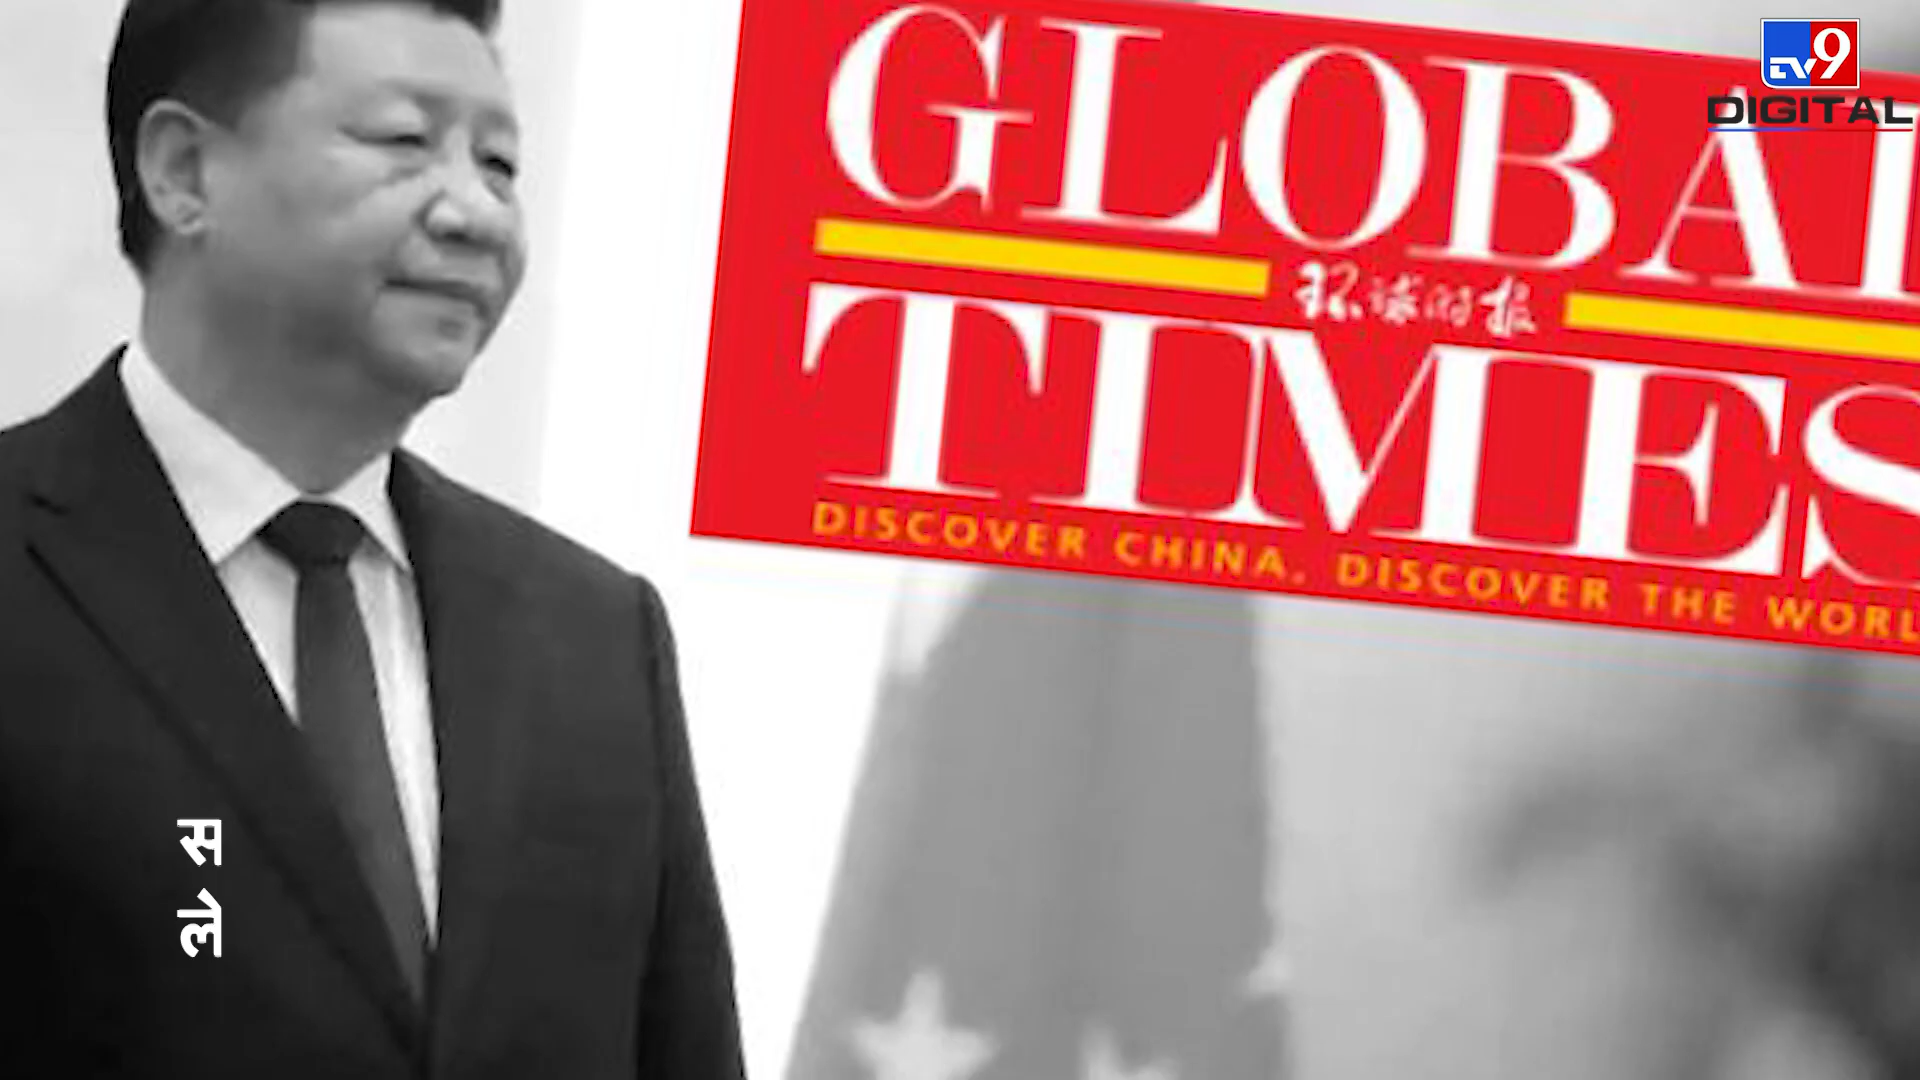 TV9
DIGITAL
GLOBAL
环球时报
TIMES
DISCOVER CHINA. DISCOVER THE WORL
स
ले